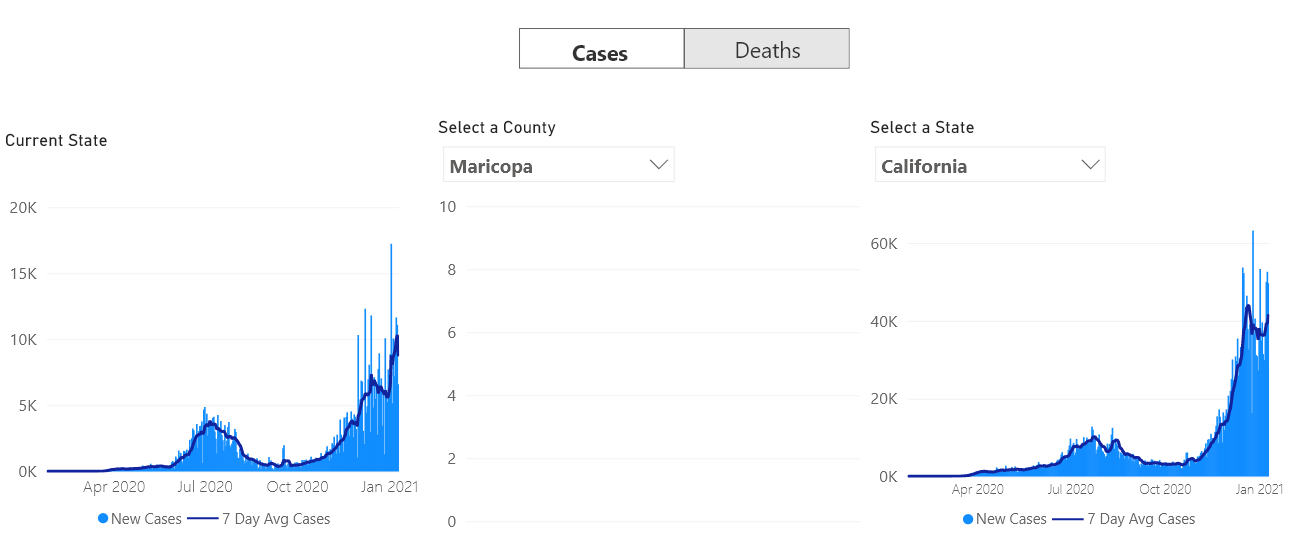 Cases
Deaths
Current State
20K
15K
10K
5K
0K
Apr 2020
Jul 2020
Oct 2020
Jan 2021
New Cases
7 Day Avg Cases
Select a County
Maricopa
10
8
6
4
2
0
Select a State
California
60K
40K
20K
0K
Apr 2020
Jul 2020
Oct 2020
Jan 2021
New Cases
7 Day Avg Cases